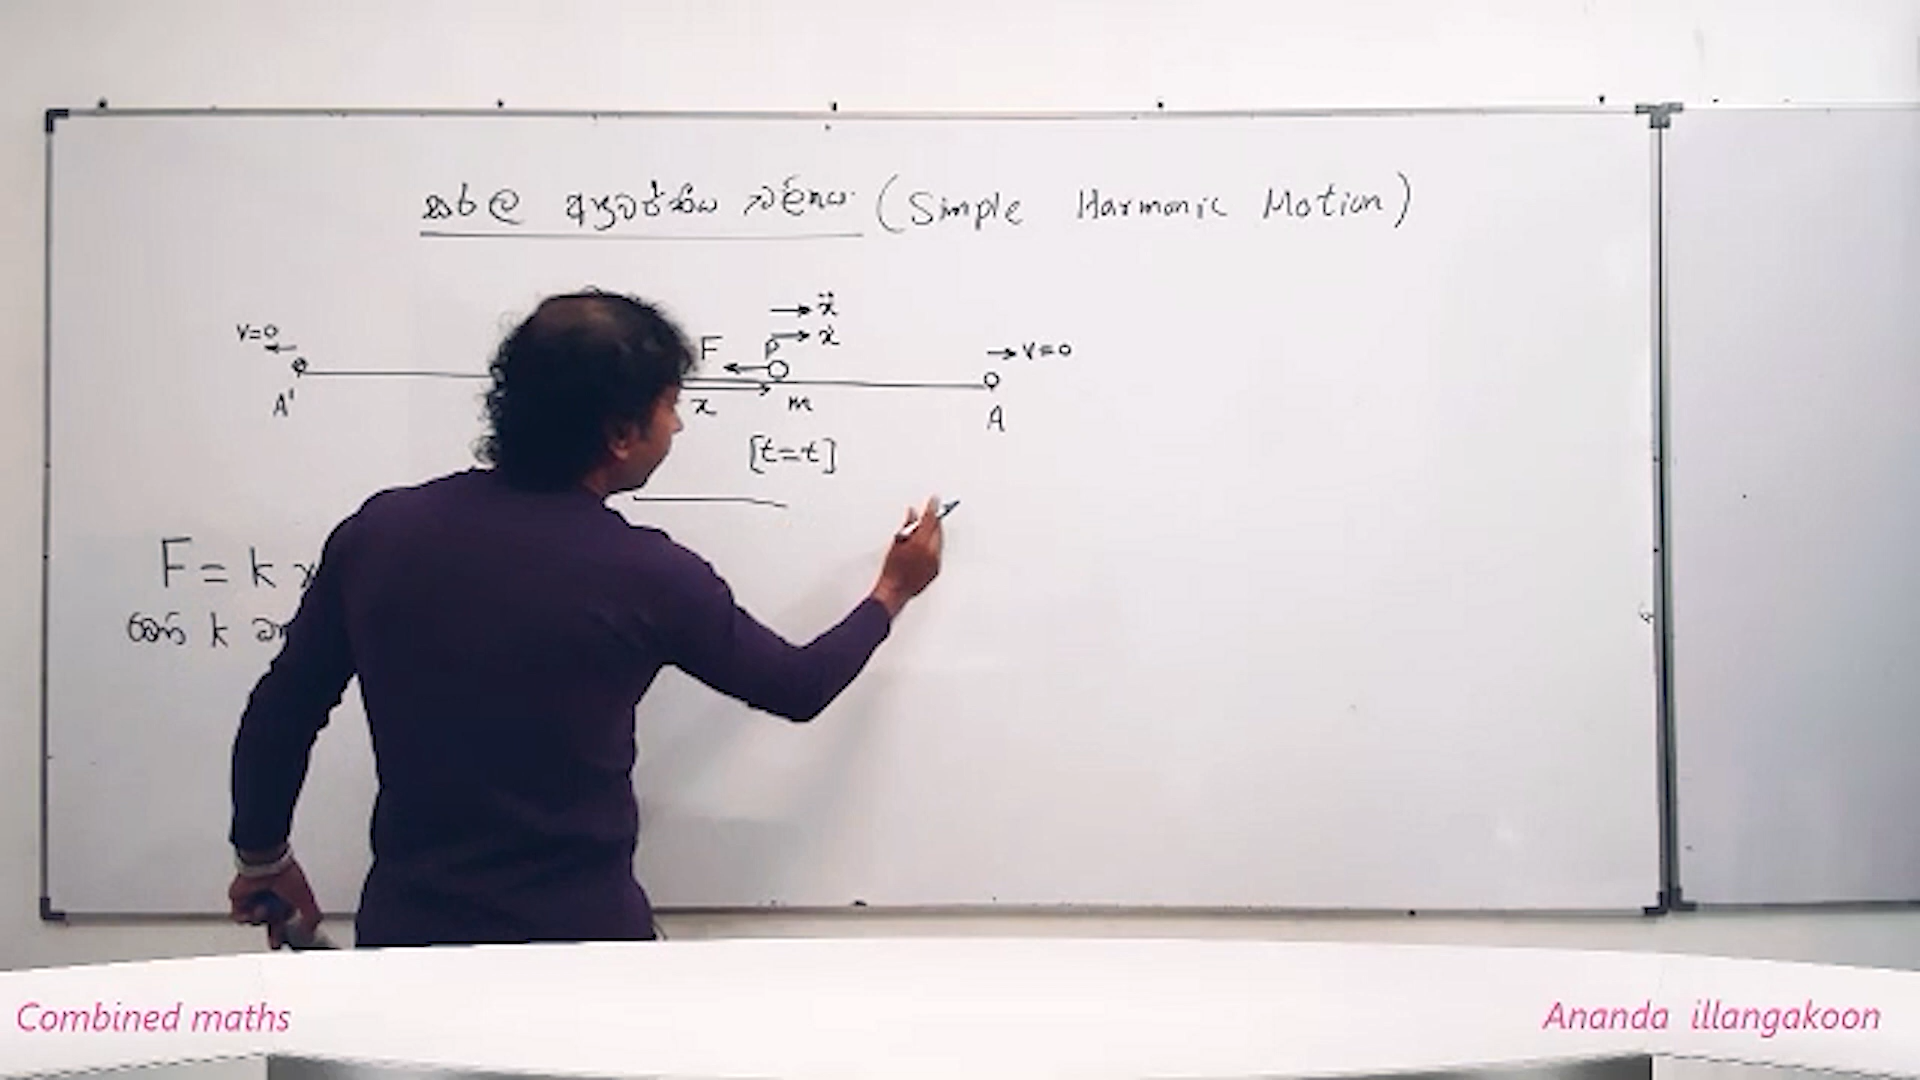 සරල අනුවර්තීය චලිතය (Simple Harmonic Motion)
→ ẍ
→ ẋ
V=0
F
P
→ V=0
A'
x
m
A
[t=t]
F = k x
මෙහි k
Combined maths
Ananda illangakoon